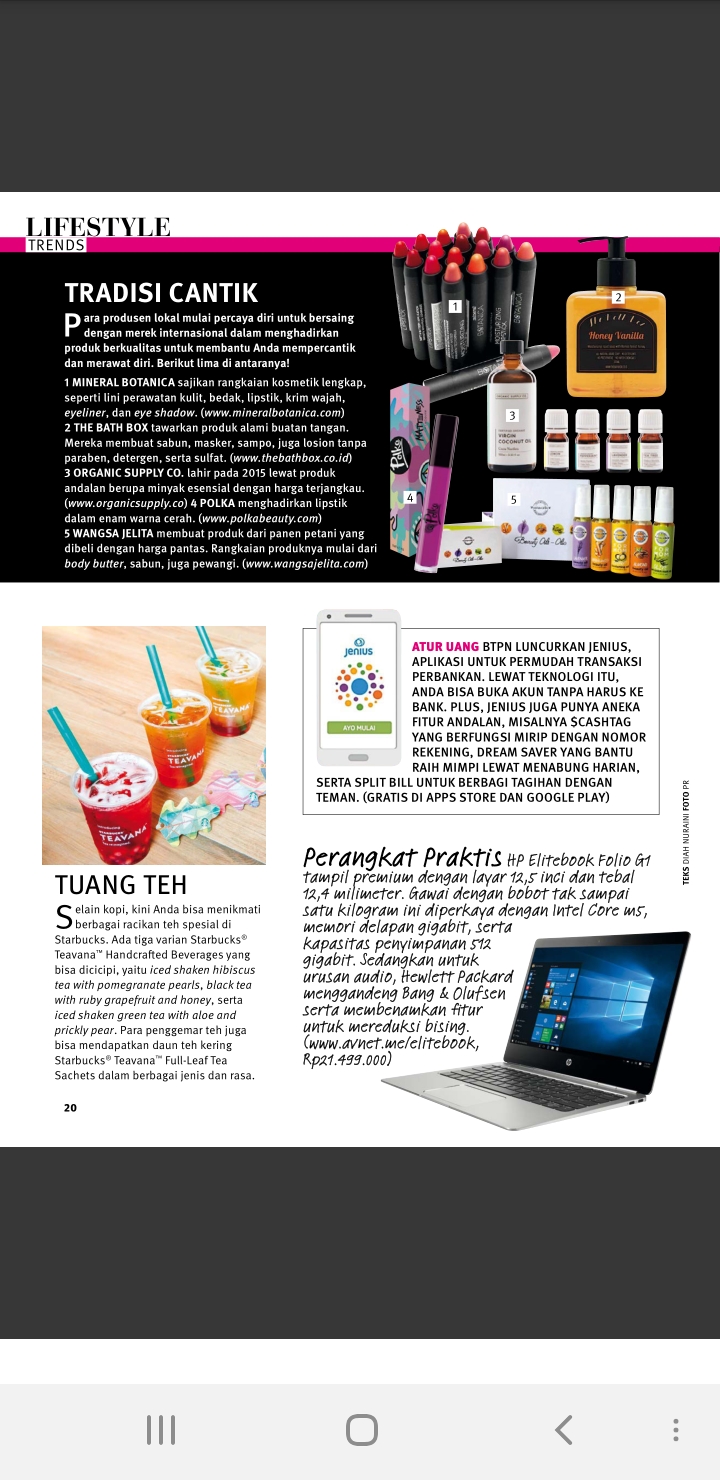 LIFESTYLE
TRENDS
TRADISI CANTIK
Para produsen lokal mulai percaya diri untuk bersaing
dengan merek internasional dalam menghadirkan
produk berkualitas untuk membantu Anda mempercantik
dan merawat diri. Berikut lima di antaranya!
1 MINERAL BOTANICA sajikan rangkaian kosmetik lengkap,
seperti lini perawatan kulit, bedak, lipstik, krim wajah,
eyeliner, dan eye shadow. (www.mineralbotanica.com)
2 THE BATH BOX tawarkan produk alami buatan tangan.
Mereka membuat sabun, masker, sampo, juga losion tanpa
paraben, detergen, serta sulfat. (www.thebathbox.co.id)
3 ORGANIC SUPPLY CO. lahir pada 2015 lewat produk
andalan berupa minyak esensial dengan harga terjangkau.
(www.organicsupply.co) 4 POLKA menghadirkan lipstik
dalam enam warna cerah. (www.polkabeauty.com)
5 WANGSA JELITA membuat produk dari panen petani yang
dibeli dengan harga pantas. Rangkaian produknya mulai dari
body butter, sabun, juga pewangi. (www.wangsajelita.com)
1
2
Honey Vanilla
3
VIRGIN
COCONUT OIL
4
Polka
5
Beauty Oils
TEAVANA
TEAVANA
TEAVANA
TUANG TEH
Selain kopi, kini Anda bisa menikmati
berbagai racikan teh spesial di
Starbucks. Ada tiga varian Starbucks®
Teavana™ Handcrafted Beverages yang
bisa dicicipi, yaitu iced shaken hibiscus
tea with pomegranate pearls, black tea
with ruby grapefruit and honey, serta
iced shaken green tea with aloe and
prickly pear. Para penggemar teh juga
bisa mendapatkan daun teh kering
Starbucks® Teavana™ Full-Leaf Tea
Sachets dalam berbagai jenis dan rasa.
jenius
AYO MULAI
ATUR UANG BTPN LUNCURKAN JENIUS,
APLIKASI UNTUK PERMUDAH TRANSAKSI
PERBANKAN. LEWAT TEKNOLOGI ITU,
ANDA BISA BUKA AKUN TANPA HARUS KE
BANK. PLUS, JENIUS JUGA PUNYA ANEKA
FITUR ANDALAN, MISALNYA $CASHTAG
YANG BERFUNGSI MIRIP DENGAN NOMOR
REKENING, DREAM SAVER YANG BANTU
RAIH MIMPI LEWAT MENABUNG HARIAN,
SERTA SPLIT BILL UNTUK BERBAGI TAGIHAN DENGAN
TEMAN. (GRATIS DI APPS STORE DAN GOOGLE PLAY)
Perangkat Praktis HP Elitebook Folio G1
tampil premium dengan layar 12,5 inci dan tebal
12,4 milimeter. Gawai dengan bobot tak sampai
satu kilogram ini diperkaya dengan Intel Core m5,
memori delapan gigabit, serta
kapasitas penyimpanan 512
gigabit. Sedangkan untuk
urusan audio, Hewlett Packard
menggandeng Bang & Olufsen
serta membenamkan fitur
untuk mereduksi bising.
(www.avnet.me/elitebook,
Rp21.499.000)
TEKS DIAH NURAINI FOTO PR
20